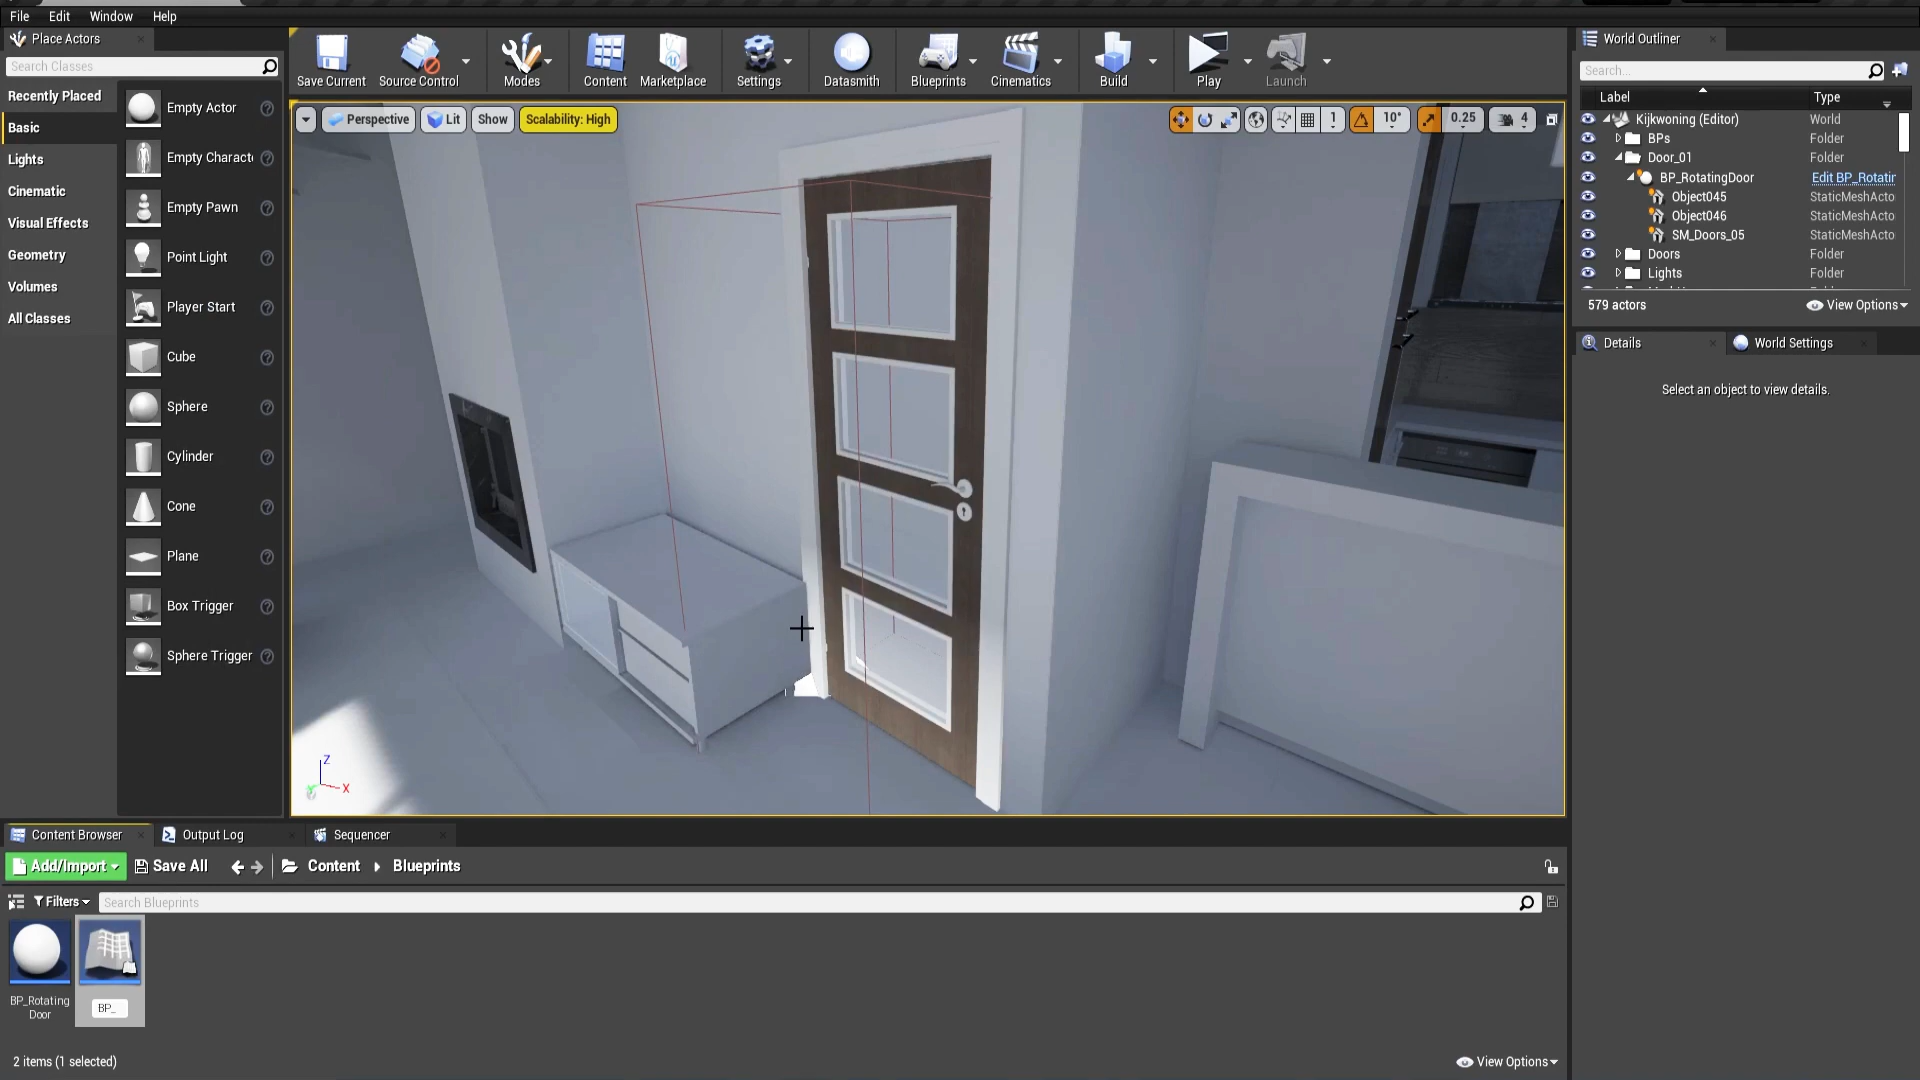 File Edit Window Help
Place Actors
Search Classes
Recently Placed
Basic
Lights
Cinematic
Visual Effects
Geometry
Volumes
All Classes
Empty Actor
Empty Charact
Empty Pawn
Point Light
Player Start
Cube
Sphere
Cylinder
Cone
Plane
Box Trigger
Sphere Trigger
Save Current Source Control Modes Content Marketplace Settings Datasmith Blueprints Cinematics Build Play Launch
Perspective Lit Show Scalability: High 1 10° 0.25 4
Z
X
World Outliner
Search...
Label Type
Kijkwoning (Editor) World
BPs Folder
Door_01 Folder
BP_RotatingDoor Edit BP_Rotatin
Object045 StaticMeshActo
Object046 StaticMeshActo
SM_Doors_05 StaticMeshActo
Doors Folder
Lights Folder
579 actors View Options
Details World Settings
Select an object to view details.
Content Browser Output Log Sequencer
Add/Import Save All Content Blueprints
Filters Search Blueprints
BP_Rotating
Door
BP_
2 items (1 selected) View Options